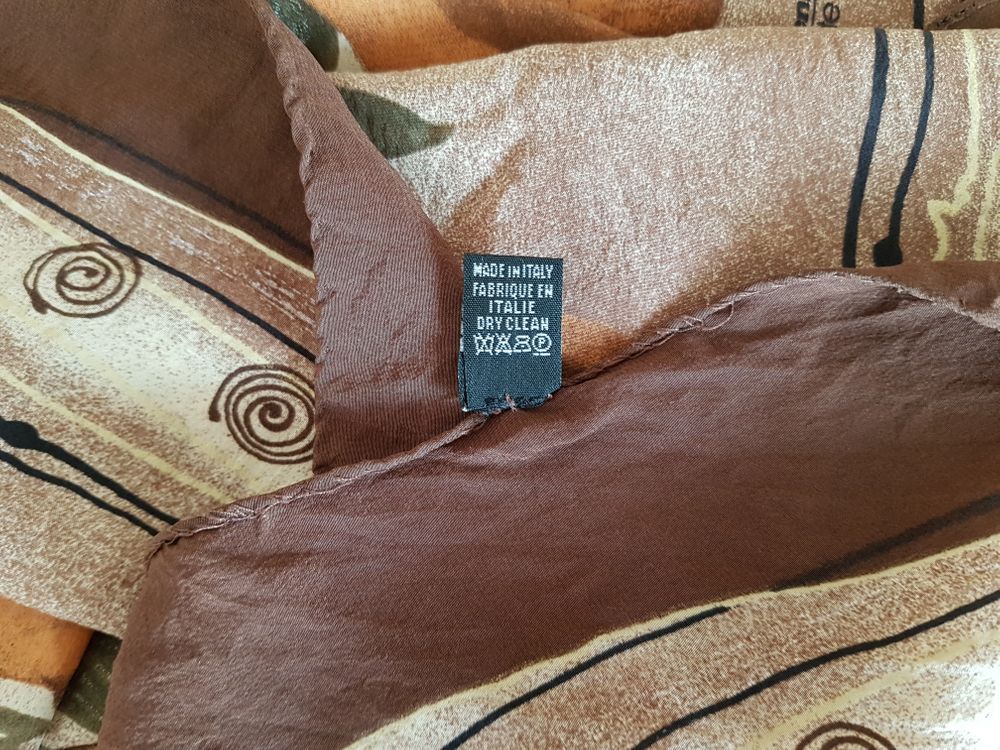 MADE IN ITALY
FABRIQUE EN
ITALIE
DRY CLEAN
P